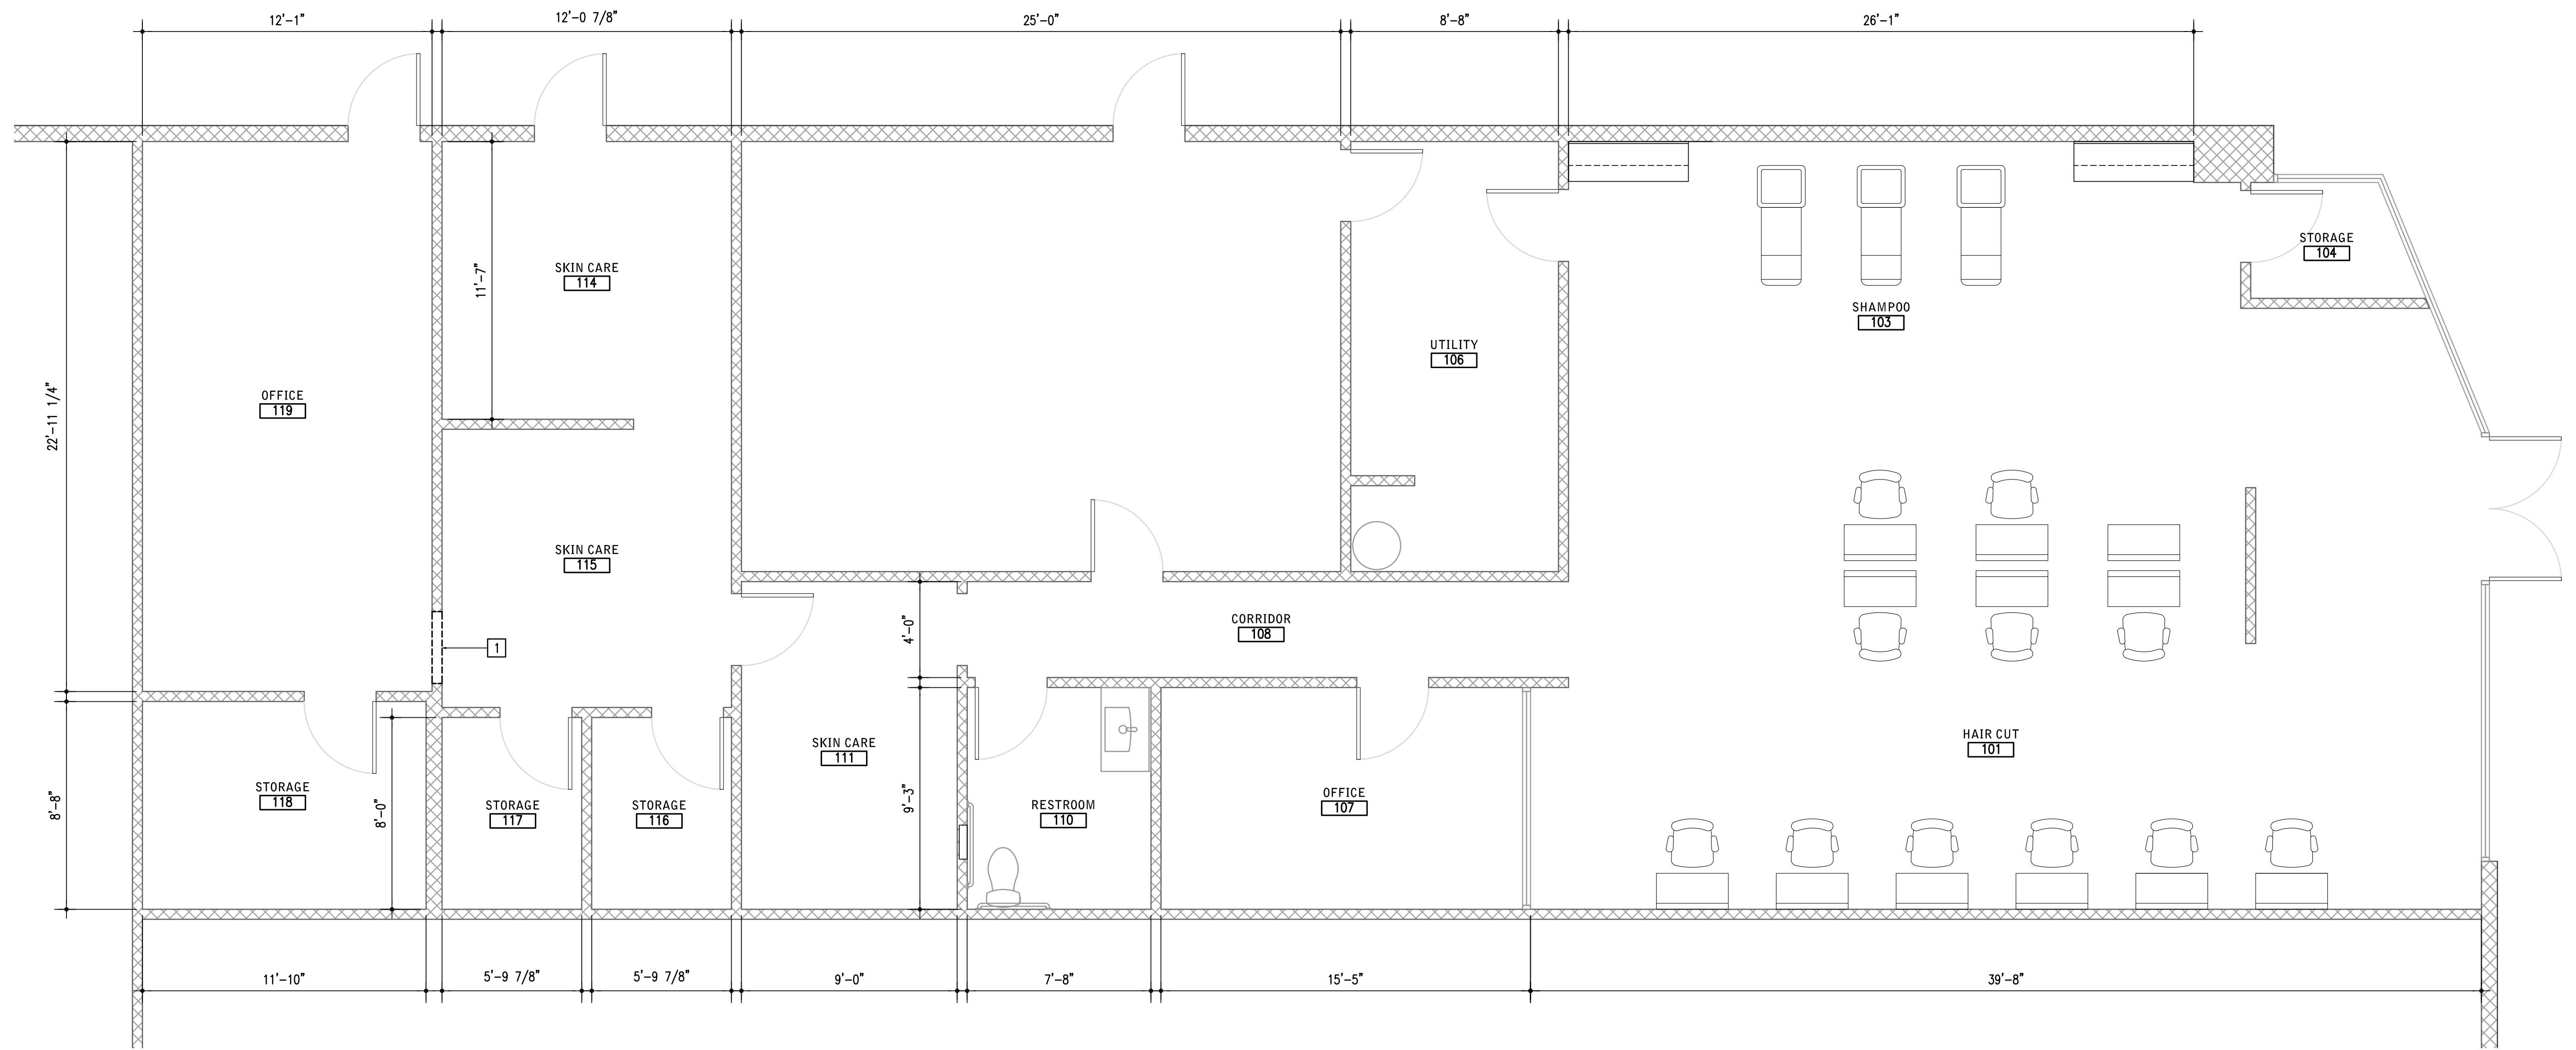 12'-1"
12'-0 7/8"
25'-0"
8'-8"
26'-1"
STORAGE
104
SKIN CARE
114
11'-7"
SHAMPOO
103
UTILITY
106
OFFICE
119
22'-11 1/4"
SKIN CARE
115
CORRIDOR
108
4'-0"
1
HAIR CUT
101
SKIN CARE
111
STORAGE
118
OFFICE
107
STORAGE
117
STORAGE
116
RESTROOM
110
8'-8"
8'-0"
9'-3"
11'-10"
5'-9 7/8"
5'-9 7/8"
9'-0"
7'-8"
15'-5"
39'-8"